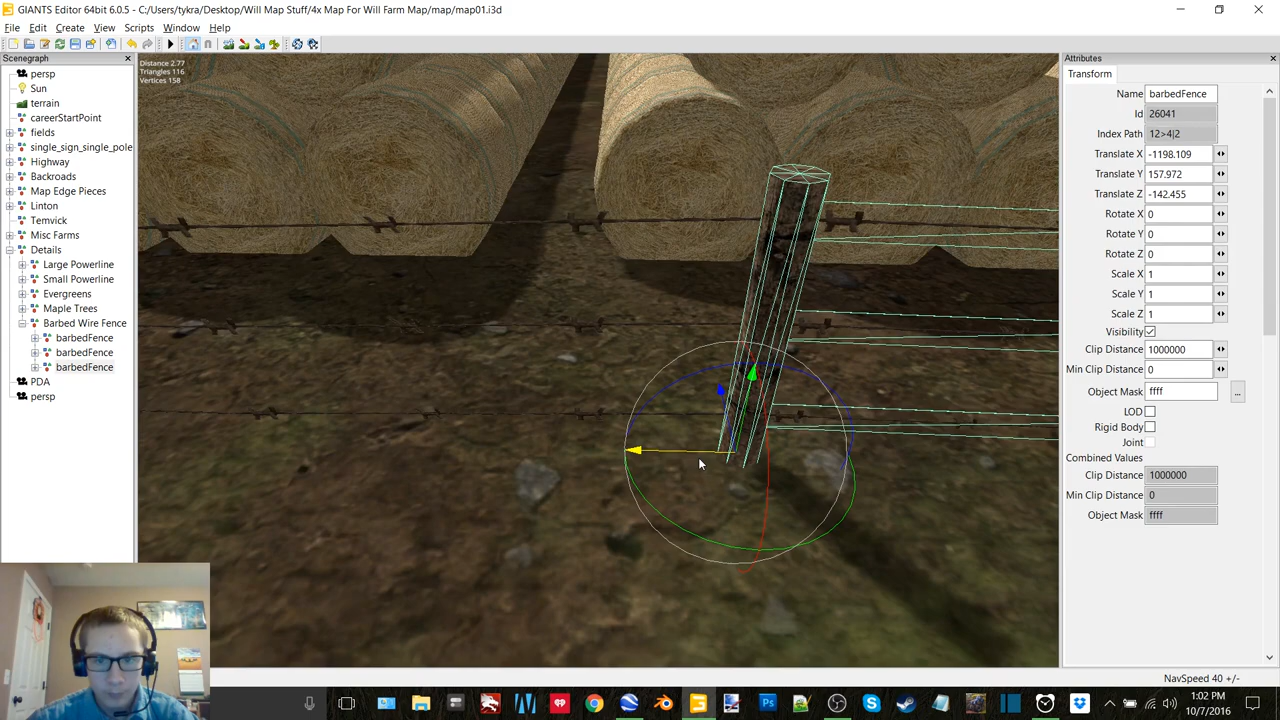 GIANTS Editor 64bit 6.0.5 - C:/Users/tykra/Desktop/Will Map Stuff/4x Map For Will Farm Map/map/map01.i3d
File Edit Create View Scripts Window Help
Scenegraph
persp
Sun
terrain
careerStartPoint
fields
single_sign_single_pole
Highway
Backroads
Map Edge Pieces
Linton
Temvick
Misc Farms
Details
Large Powerline
Small Powerline
Evergreens
Maple Trees
Barbed Wire Fence
barbedFence
barbedFence
barbedFence
PDA
persp
Distance 2.77
Triangles 116
Vertices 158
Attributes
Transform
Name barbedFence
Id 26041
Index Path 12>4|2
Translate X -1198.109
Translate Y 157.972
Translate Z -142.455
Rotate X 0
Rotate Y 0
Rotate Z 0
Scale X 1
Scale Y 1
Scale Z 1
Visibility
Clip Distance 1000000
Min Clip Distance 0
Object Mask ffff ...
LOD
Rigid Body
Joint
Combined Values
Clip Distance 1000000
Min Clip Distance 0
Object Mask ffff
NavSpeed 40 +/-
1:02 PM
10/7/2016